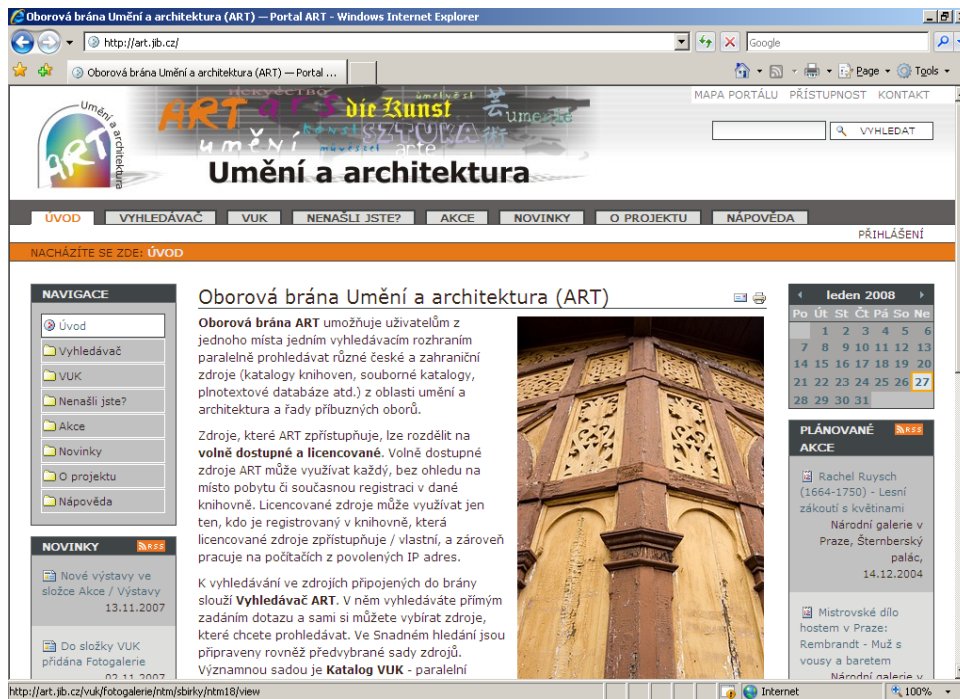 Oborová brána Umění a architektura (ART) — Portal ART - Windows Internet Explorer
http://art.jib.cz/
Google
Oborová brána Umění a architektura (ART) — Portal ...
Page
Tools
MAPA PORTÁLU PŘÍSTUPNOST KONTAKT
VYHLEDAT
Umění a architektura
ART
ART ars die Kunst
umění
SZTUKA
arte
Umění a architektura
ÚVOD VYHLEDÁVAČ VUK NENAŠLI JSTE? AKCE NOVINKY O PROJEKTU NÁPOVĚDA
PŘIHLÁŠENÍ
NACHÁZÍTE SE ZDE: ÚVOD
NAVIGACE
Úvod
Vyhledávač
VUK
Nenašli jste?
Akce
Novinky
O projektu
Nápověda
NOVINKY RSS
Nové výstavy ve
složce Akce / Výstavy
13.11.2007
Do složky VUK
přidána Fotogalerie
02.11.2007
Oborová brána Umění a architektura (ART)
Oborová brána ART umožňuje uživatelům z
jednoho místa jedním vyhledávacím rozhraním
paralelně prohledávat různé české a zahraniční
zdroje (katalogy knihoven, souborné katalogy,
plnotextové databáze atd.) z oblasti umění a
architektura a řady příbuzných oborů.
Zdroje, které ART zpřístupňuje, lze rozdělit na
volně dostupné a licencované. Volně dostupné
zdroje ART může využívat každý, bez ohledu na
místo pobytu či současnou registraci v dané
knihovně. Licencované zdroje může využívat jen
ten, kdo je registrovaný v knihovně, která
licencované zdroje zpřístupňuje / vlastní, a zároveň
pracuje na počítačích z povolených IP adres.
K vyhledávání ve zdrojích připojených do brány
slouží Vyhledávač ART. V něm vyhledáváte přímým
zadáním dotazu a sami si můžete vybírat zdroje,
které chcete prohledávat. Ve Snadném hledání jsou
připraveny rovněž předvybrané sady zdrojů.
Významnou sadou je Katalog VUK - paralelní
leden 2008
Po Út St Čt Pá So Ne
1 2 3 4 5 6
7 8 9 10 11 12 13
14 15 16 17 18 19 20
21 22 23 24 25 26 27
28 29 30 31
PLÁNOVANÉ RSS
AKCE
Rachel Ruysch
(1664-1750) - Lesní
zákoutí s květinami
Národní galerie v
Praze, Šternberský
palác,
14.12.2004
Mistrovské dílo
hostem v Praze:
Rembrandt - Muž s
vousy a baretem
Národní galerie v
http://art.jib.cz/vuk/fotogalerie/ntm/sbirky/ntm18/view
Internet
100%